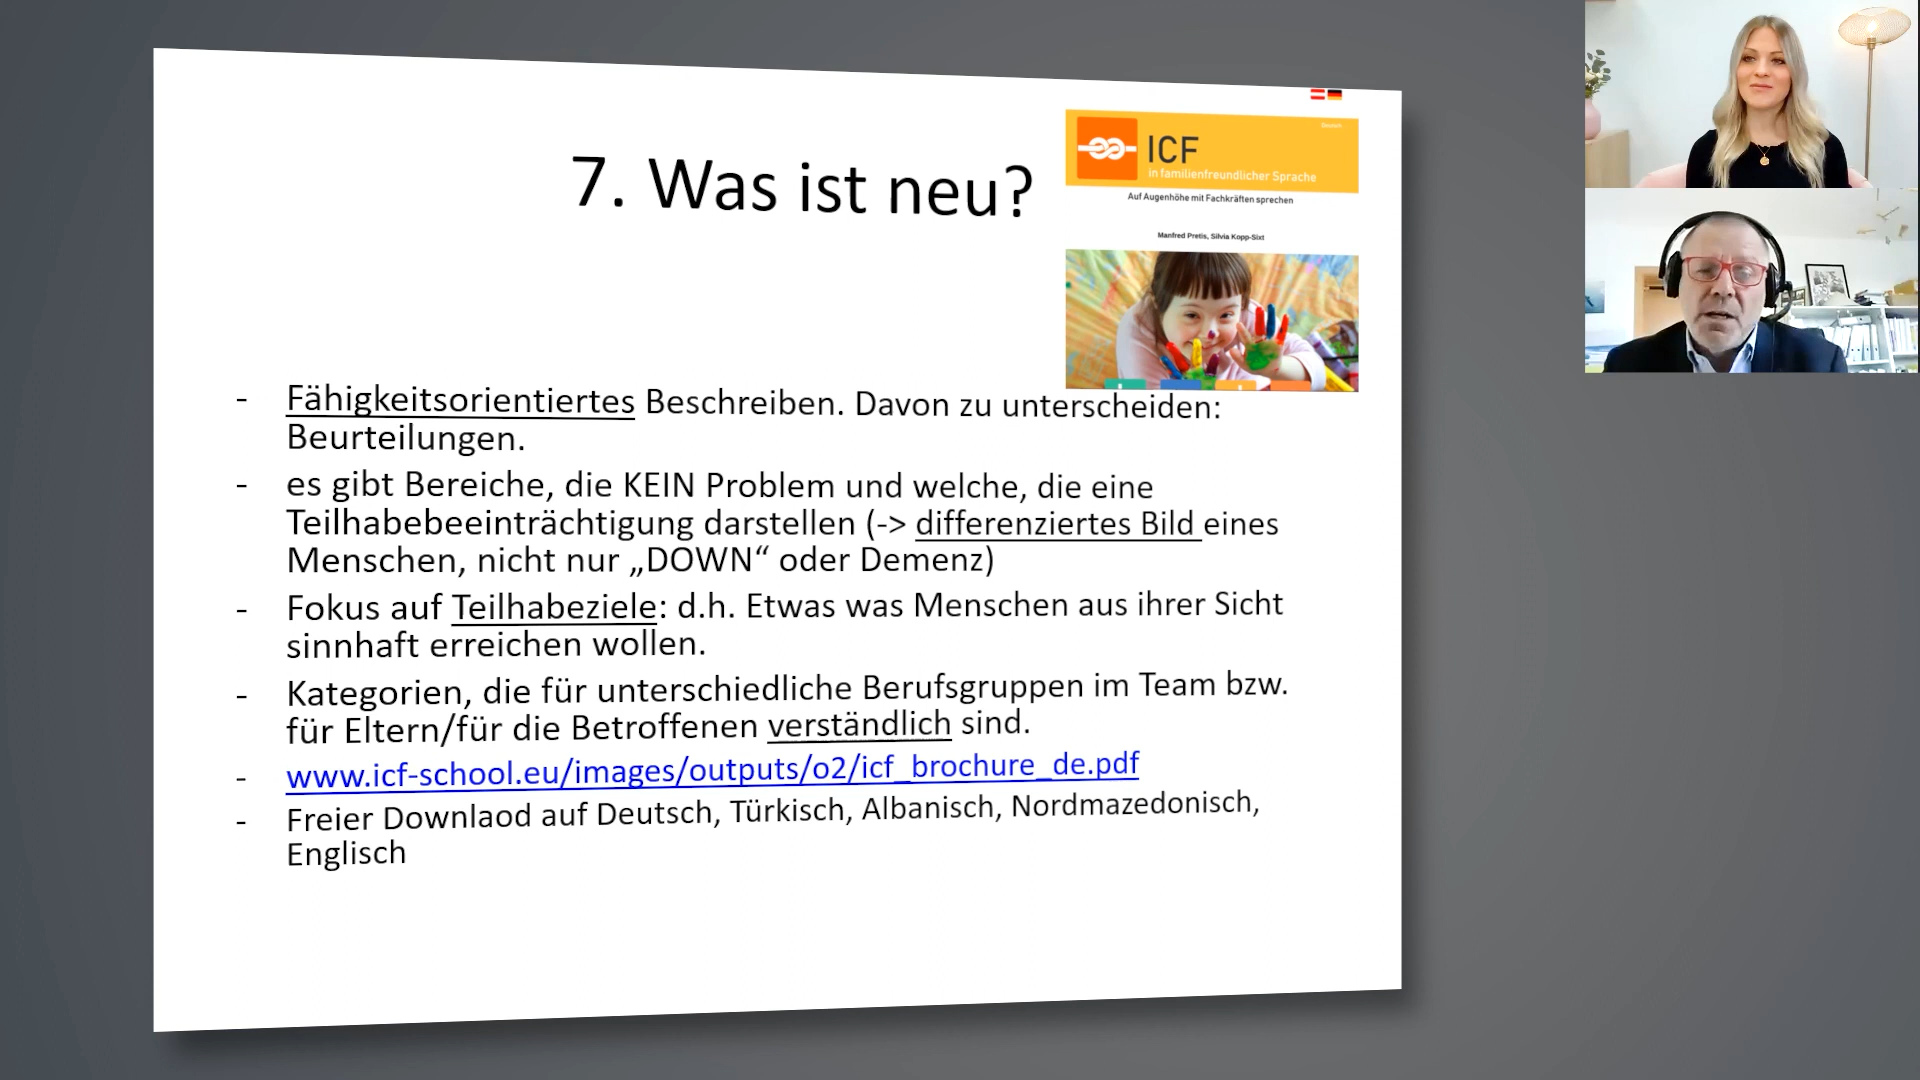 7. Was ist neu?
Deutsch
ICF
in familienfreundlicher Sprache
Auf Augenhöhe mit Fachkräften sprechen
Manfred Pretis, Silvia Kopp-Sixt
- Fähigkeitsorientiertes Beschreiben. Davon zu unterscheiden:
Beurteilungen.
- es gibt Bereiche, die KEIN Problem und welche, die eine
Teilhabebeeinträchtigung darstellen (-> differenziertes Bild eines
Menschen, nicht nur „DOWN“ oder Demenz)
- Fokus auf Teilhabeziele: d.h. Etwas was Menschen aus ihrer Sicht
sinnhaft erreichen wollen.
- Kategorien, die für unterschiedliche Berufsgruppen im Team bzw.
für Eltern/für die Betroffenen verständlich sind.
- www.icf-school.eu/images/outputs/o2/icf_brochure_de.pdf
- Freier Downlaod auf Deutsch, Türkisch, Albanisch, Nordmazedonisch,
Englisch